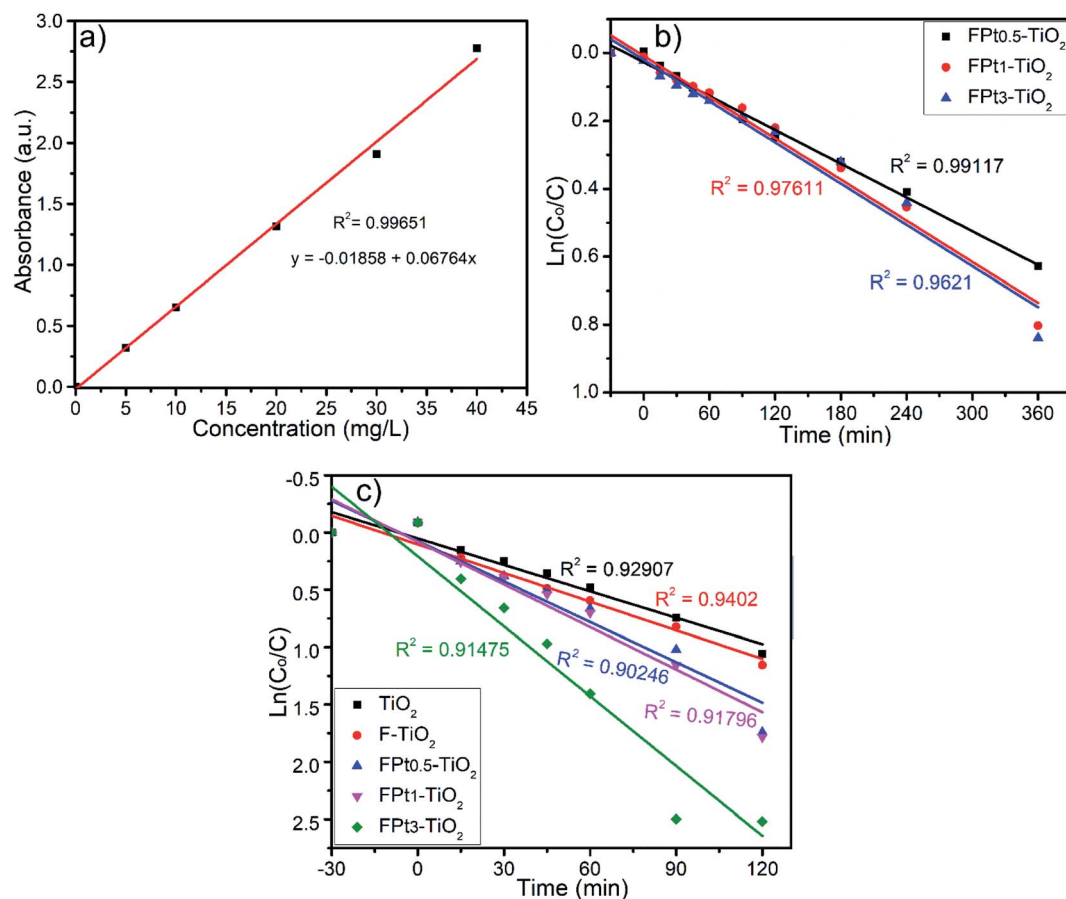 a)
3.0
2.5
2.0
1.5
1.0
0.5
0.0
Absorbance (a.u.)
R² = 0.99651
y = -0.01858 + 0.06764x
0 5 10 15 20 25 30 35 40 45
Concentration (mg/L)
b)
FPt0.5-TiO₂
FPt1-TiO₂
FPt3-TiO₂
0.0
0.2
0.4
0.6
0.8
1.0
Ln(C₀/C)
R² = 0.99117
R² = 0.97611
R² = 0.9621
0 60 120 180 240 300 360
Time (min)
c)
-0.5
0.0
0.5
1.0
1.5
2.0
2.5
Ln(C₀/C)
R² = 0.92907
R² = 0.9402
R² = 0.91475
R² = 0.90246
R² = 0.91796
TiO₂
F-TiO₂
FPt0.5-TiO₂
FPt1-TiO₂
FPt3-TiO₂
-30 0 30 60 90 120
Time (min)